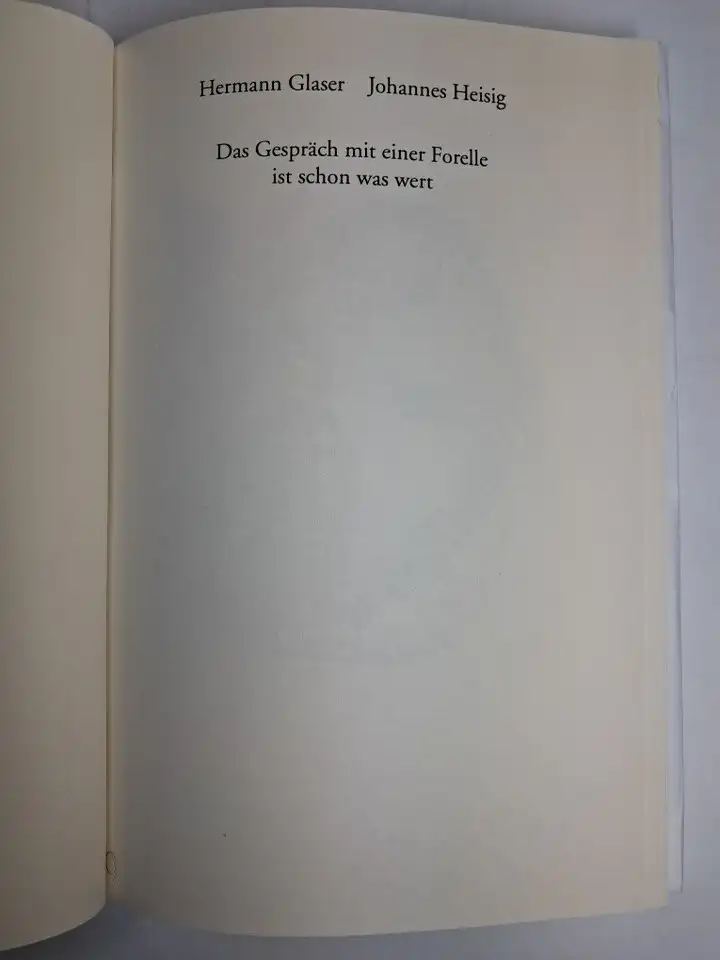 Hermann Glaser Johannes Heisig
Das Gespräch mit einer Forelle
ist schon was wert